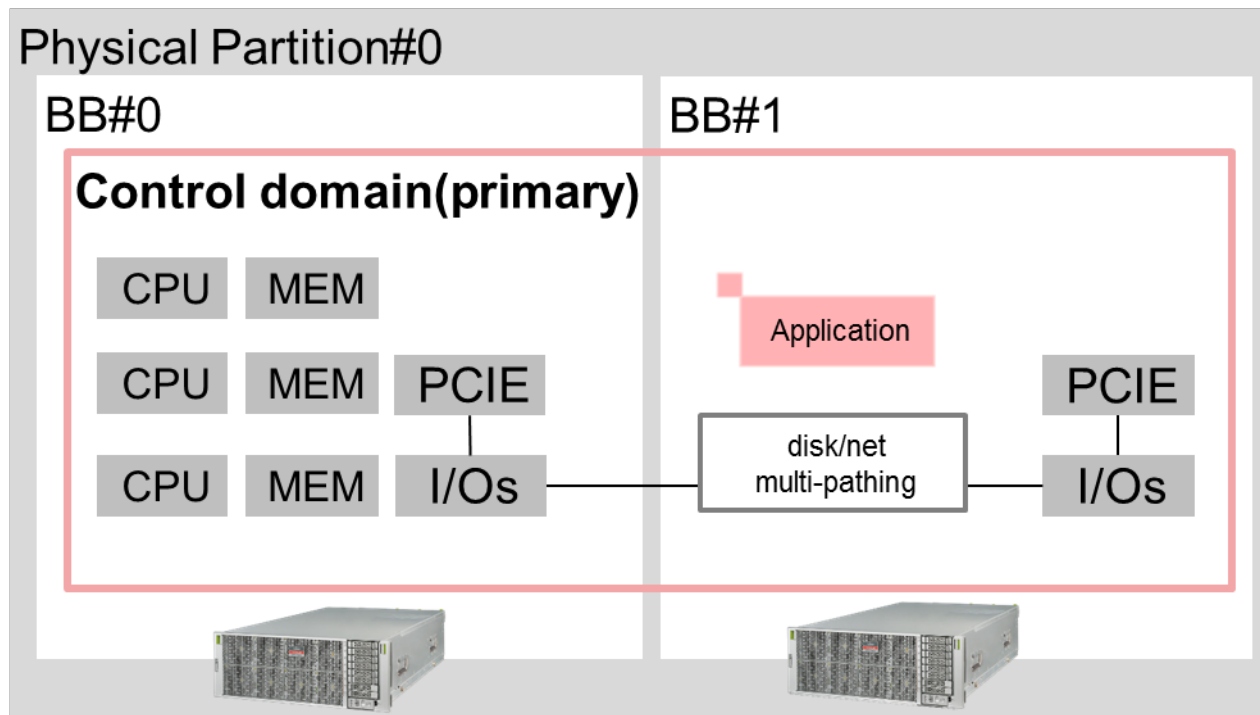 Physical Partition#0
BB#0
BB#1
Control domain(primary)
CPU MEM
Application
CPU MEM PCIE
PCIE
disk/net
multi-pathing
CPU MEM I/Os
I/Os